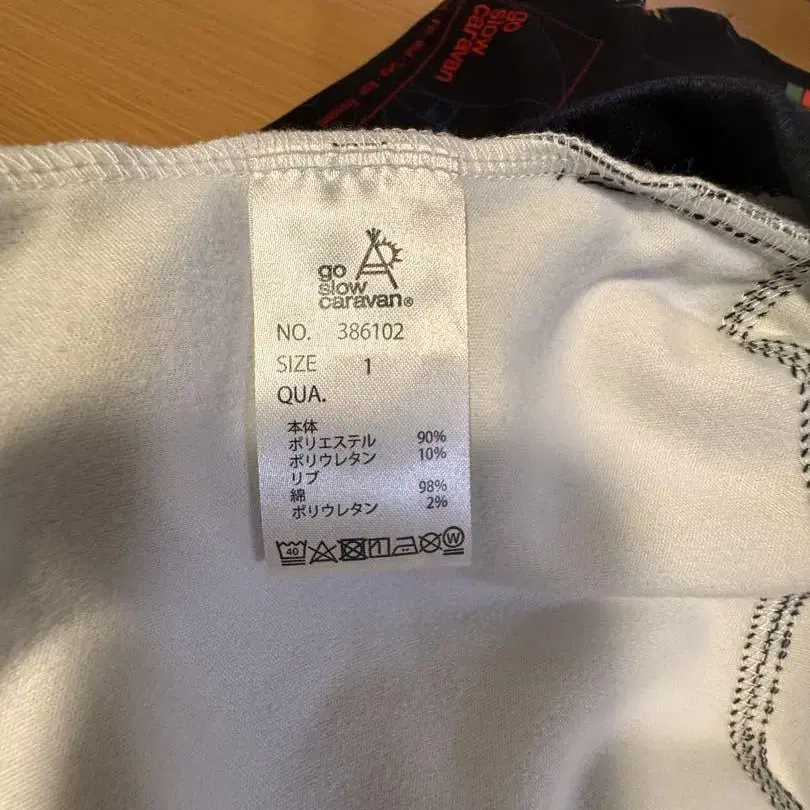 go
slow
caravan
go
slow
caravan®
NO. 386102
SIZE 1
QUA.
本体
ポリエステル 90%
ポリウレタン 10%
リブ
綿 98%
ポリウレタン 2%
40
W